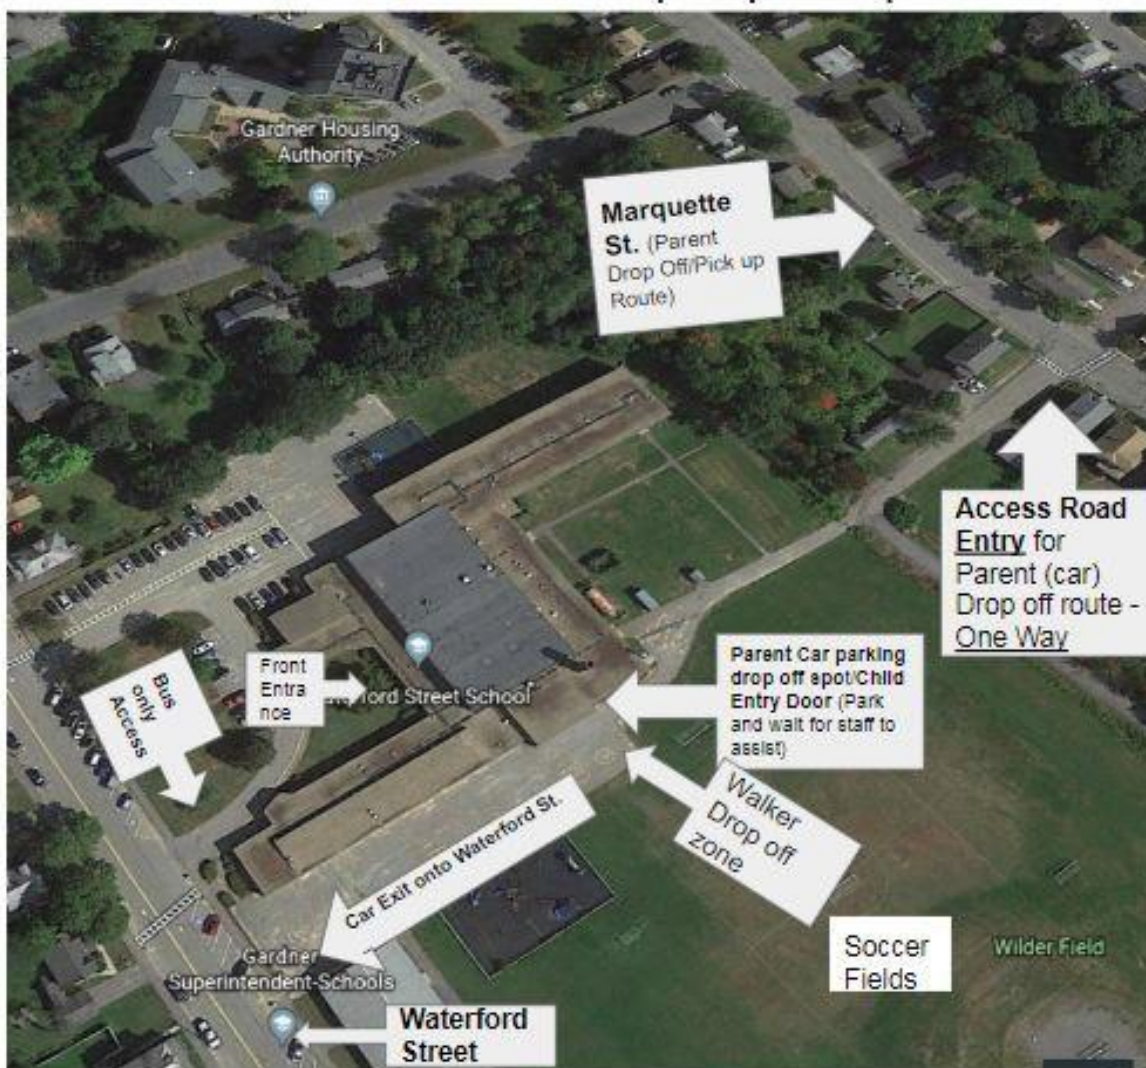 Gardner Housing
Authority
Marquette
St. (Parent
Drop Off/Pick up
Route)
Access Road
Entry for
Parent (car)
Drop off route -
One Way
Bus
only
Access
Front
Entra
nce
ford Street School
Parent Car parking
drop off spot/Child
Entry Door (Park
and wait for staff to
assist)
Walker
Drop off
zone
Car Exit onto Waterford St.
Soccer
Fields
Wilder Field
Gardner
Superintendent-Schools
Waterford
Street